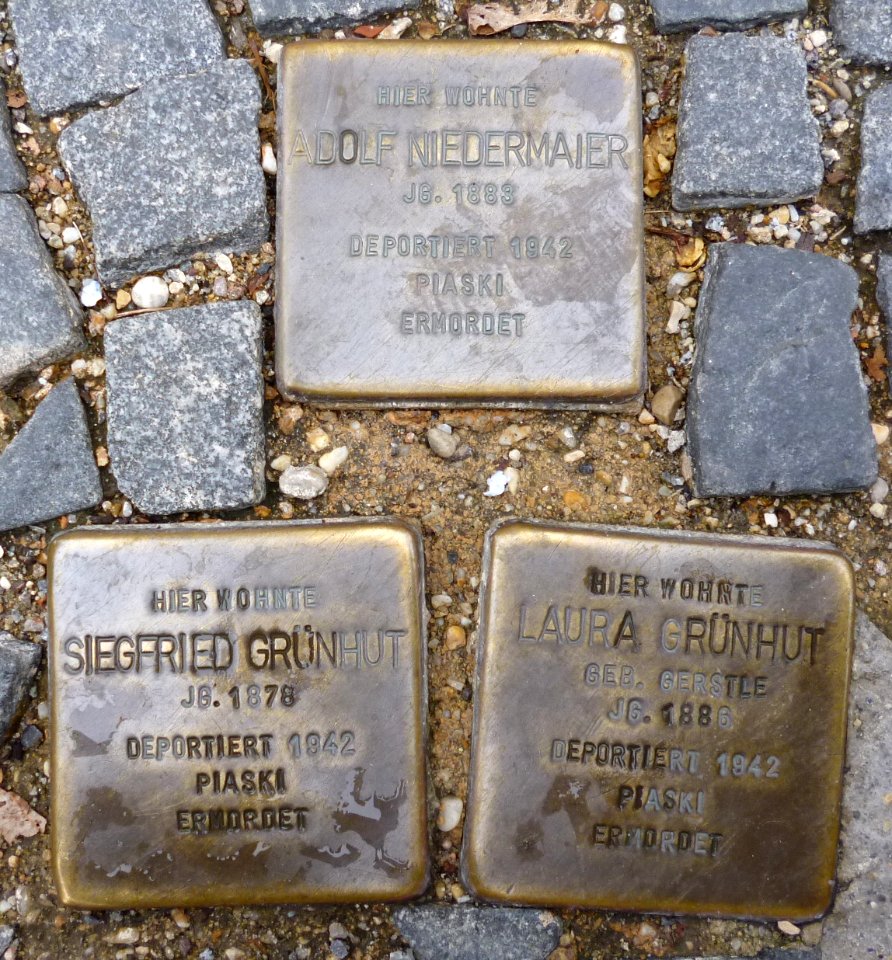 HIER WOHNTE
ADOLF NIEDERMAIER
JG. 1883
DEPORTIERT 1942
PIASKI
ERMORDET
HIER WOHNTE
SIEGFRIED GRÜNHUT
JG. 1878
DEPORTIERT 1942
PIASKI
ERMORDET
HIER WOHNTE
LAURA GRÜNHUT
GEB. GERSTLE
JG. 1886
DEPORTIERT 1942
PIASKI
ERMORDET